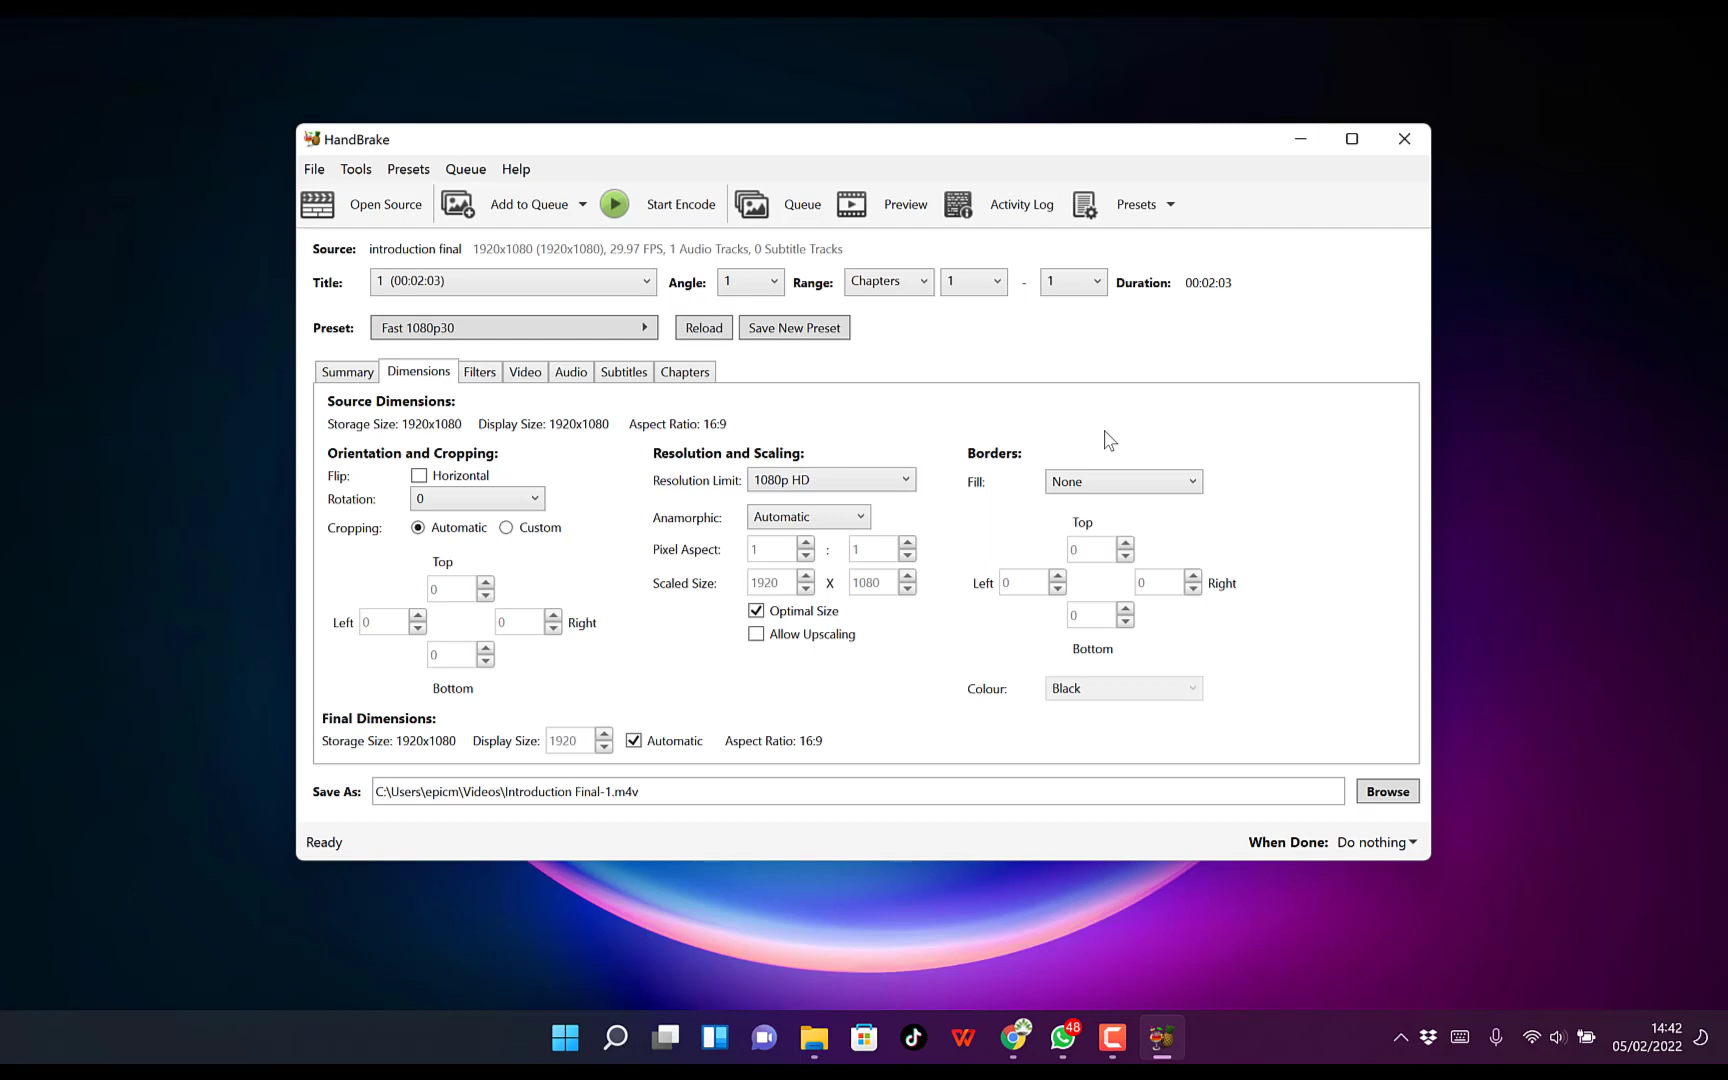 HandBrake
File Tools Presets Queue Help
Open Source Add to Queue Start Encode Queue Preview Activity Log Presets
Source: introduction final 1920x1080 (1920x1080), 29.97 FPS, 1 Audio Tracks, 0 Subtitle Tracks
Title: 1 (00:02:03) Angle: 1 Range: Chapters 1 - 1 Duration: 00:02:03
Preset: Fast 1080p30 Reload Save New Preset
Summary Dimensions Filters Video Audio Subtitles Chapters
Source Dimensions:
Storage Size: 1920x1080 Display Size: 1920x1080 Aspect Ratio: 16:9
Orientation and Cropping:
Flip: Horizontal
Rotation: 0
Cropping: Automatic Custom
Top
0
Left 0 0 Right
0
Bottom
Resolution and Scaling:
Resolution Limit: 1080p HD
Anamorphic: Automatic
Pixel Aspect: 1 : 1
Scaled Size: 1920 X 1080
Optimal Size
Allow Upscaling
Borders:
Fill: None
Top
0
Left 0 0 Right
0
Bottom
Colour: Black
Final Dimensions:
Storage Size: 1920x1080 Display Size: 1920 Automatic Aspect Ratio: 16:9
Save As: C:\Users\epicm\Videos\Introduction Final-1.m4v Browse
Ready When Done: Do nothing
48
14:42
05/02/2022